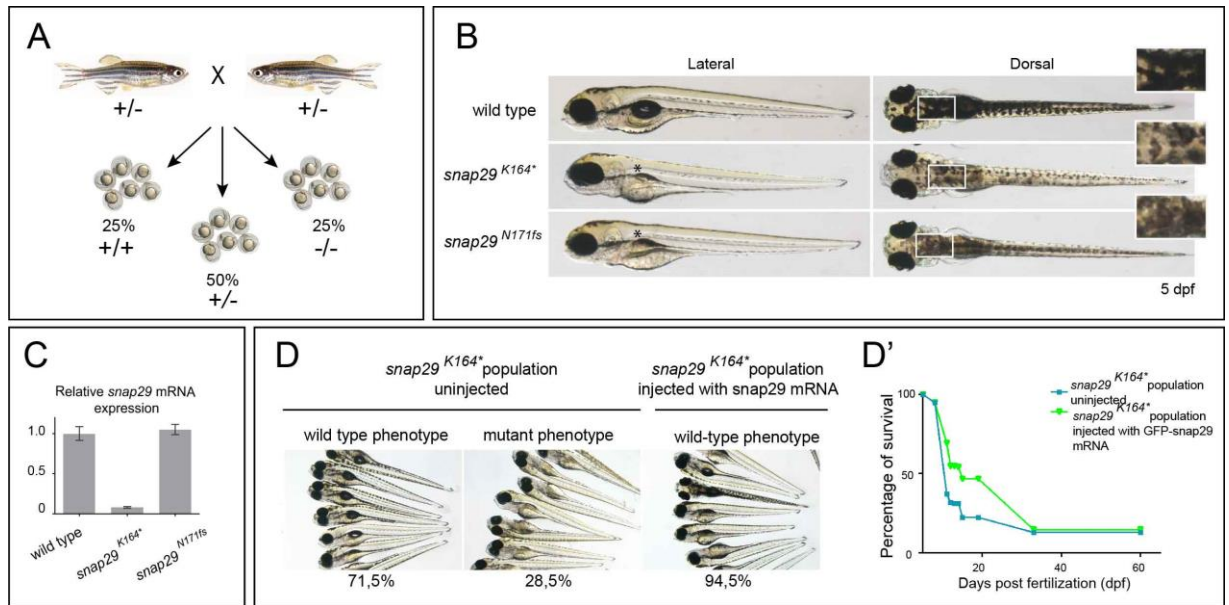 A
X
+/-
+/-
25%
+/+
50%
+/-
25%
-/-
B
Lateral
Dorsal
wild type
snap29 K164*
*
snap29 N171fs
*
5 dpf
C
Relative snap29 mRNA
expression
1.0
0.5
0
wild type
snap29 K164*
snap29 N171fs
D
snap29 K164* population
uninjected
snap29 K164* population
injected with snap29 mRNA
wild type phenotype
mutant phenotype
wild-type phenotype
71,5%
28,5%
94,5%
D'
snap29 K164* population
uninjected
snap29 K164* population
injected with GFP-snap29
mRNA
Percentage of survival
100
50
0
20
40
60
Days post fertilization (dpf)